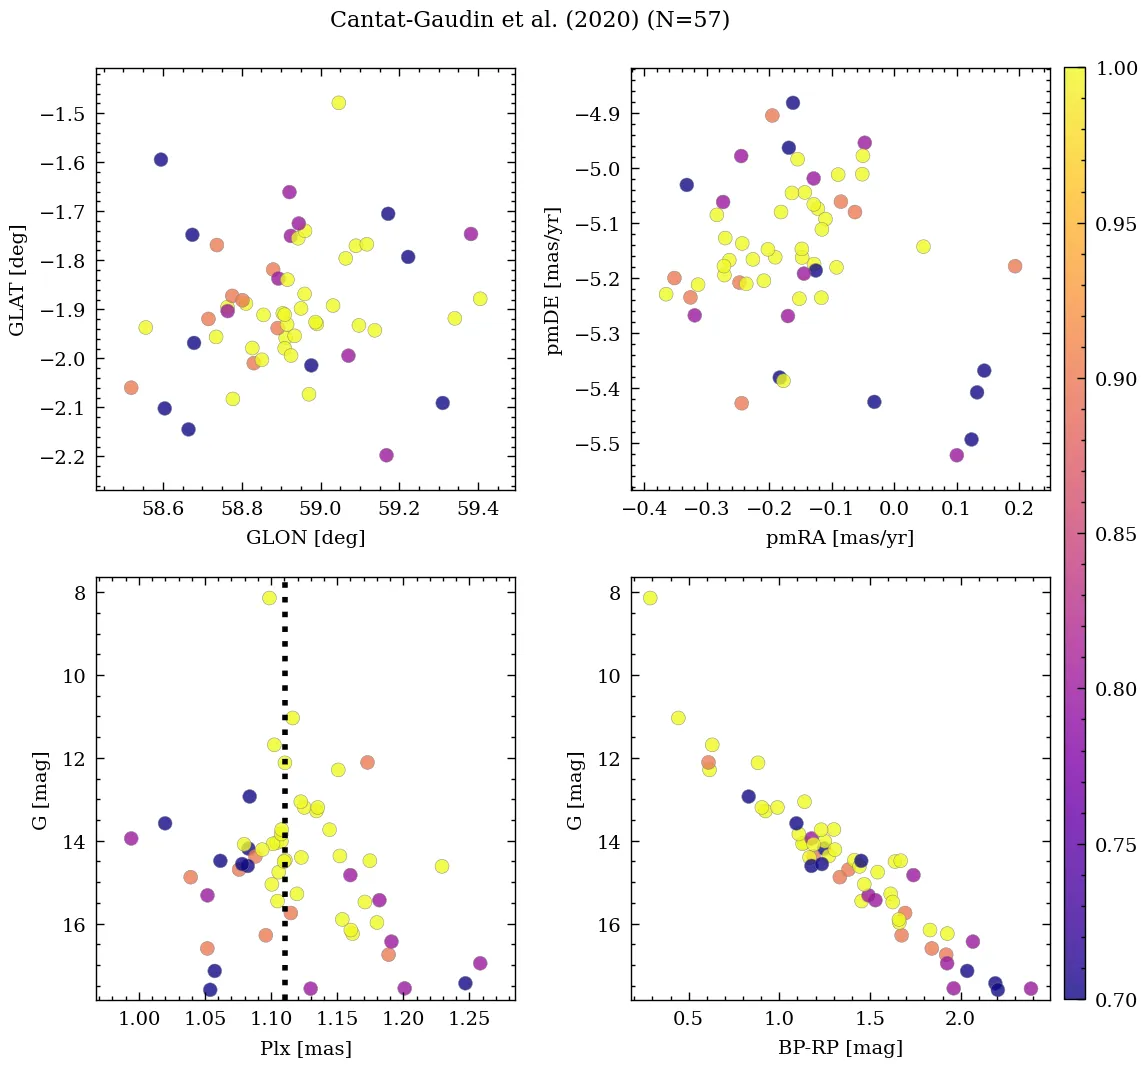 Cantat-Gaudin et al. (2020) (N=57)
−1.5
−1.6
−1.7
−1.8
−1.9
−2.0
−2.1
−2.2
GLAT [deg]
58.6 58.8 59.0 59.2 59.4
GLON [deg]
−4.9
−5.0
−5.1
−5.2
−5.3
−5.4
−5.5
pmDE [mas/yr]
−0.4 −0.3 −0.2 −0.1 0.0 0.1 0.2
pmRA [mas/yr]
8
10
12
14
16
G [mag]
1.00 1.05 1.10 1.15 1.20 1.25
Plx [mas]
8
10
12
14
16
G [mag]
0.5 1.0 1.5 2.0
BP-RP [mag]
1.00
0.95
0.90
0.85
0.80
0.75
0.70